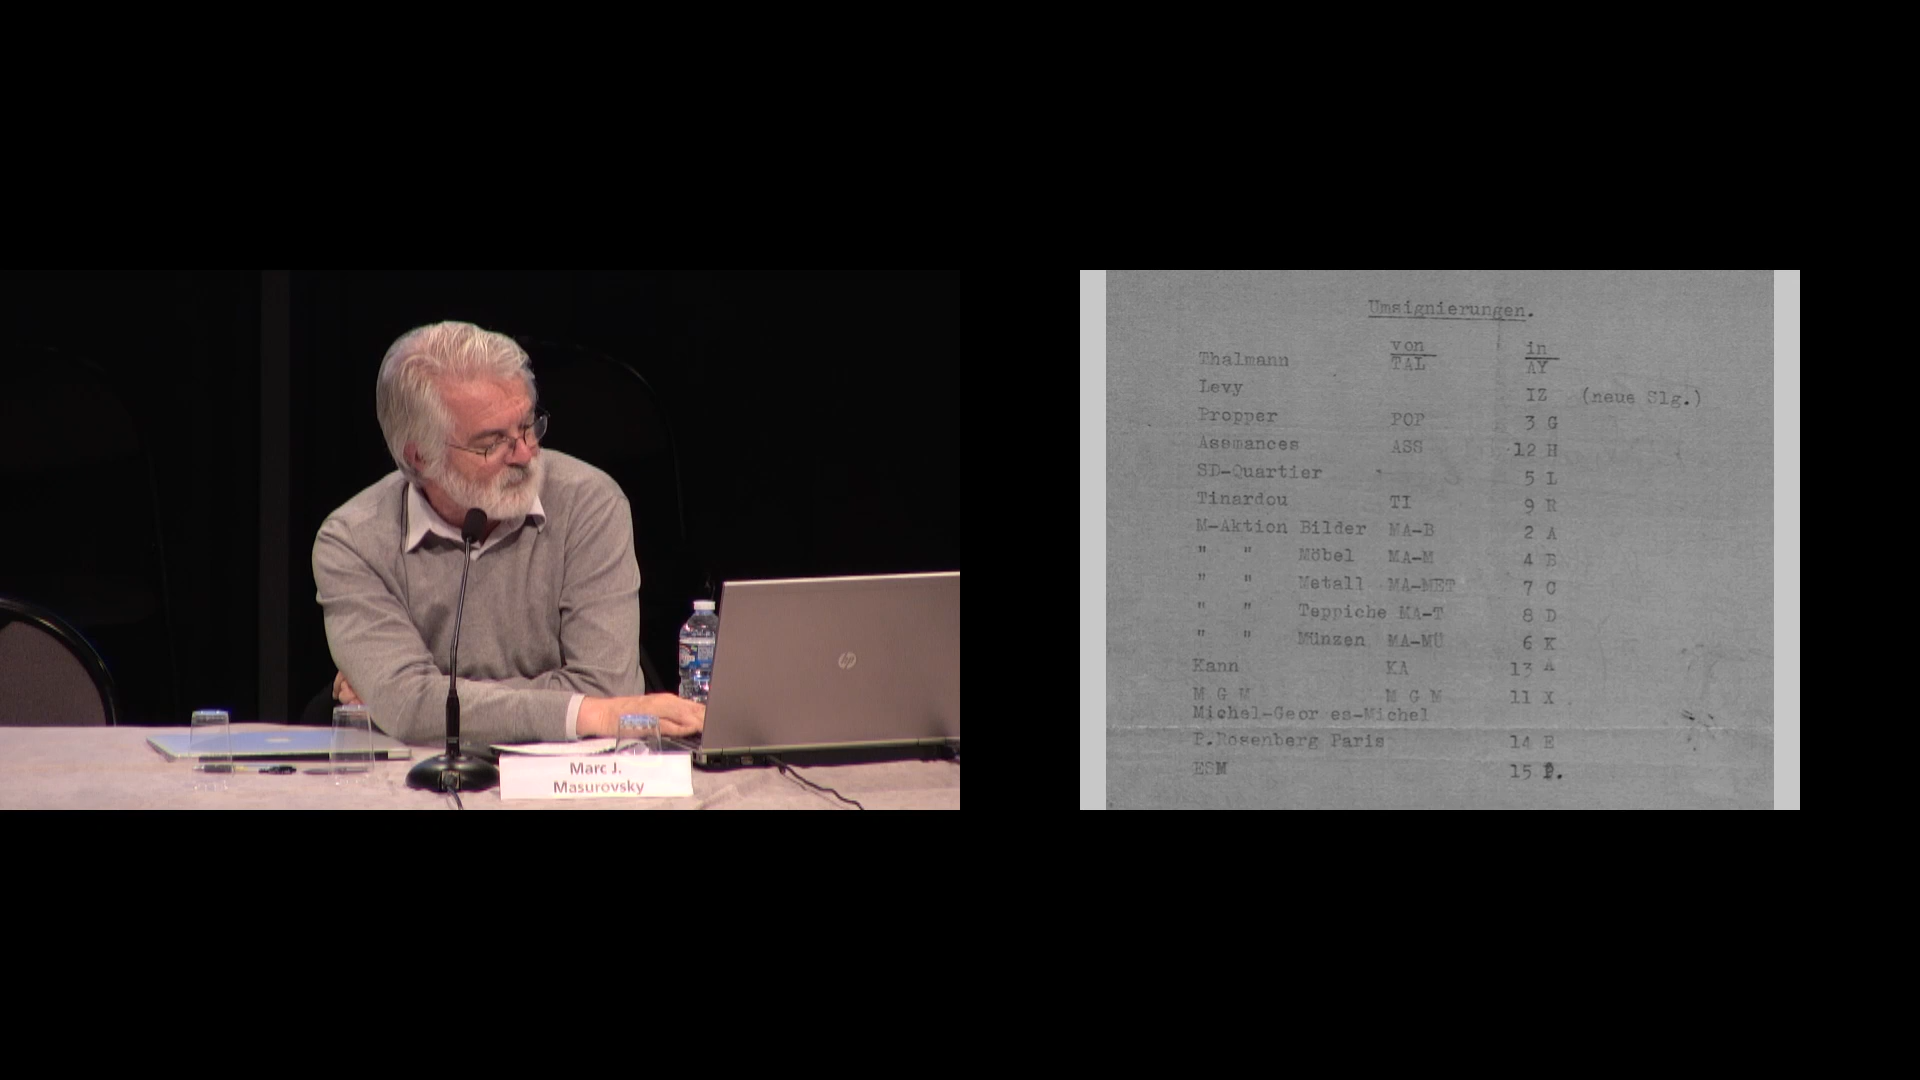 Marc J.
Masurovsky
hp
Umsignierungen.
von in
Thalmann TAL AY
Levy IZ (neue Slg.)
Propper POP 3 G
Assmances ASS 12 H
SD-Quartier - 5 L
Tinardou TI 9 R
M-Aktion Bilder MA-B 2 A
" " Möbel MA-M 4 B
" " Metall MA-MET 7 C
" " Teppiche MA-T 8 D
" " Münzen MA-MÜ 6 K
Kann KA 13 A
M G M M G M 11 X
Michel-Geor es-Michel
P.Rosenberg Paris 14 E
ESM 15